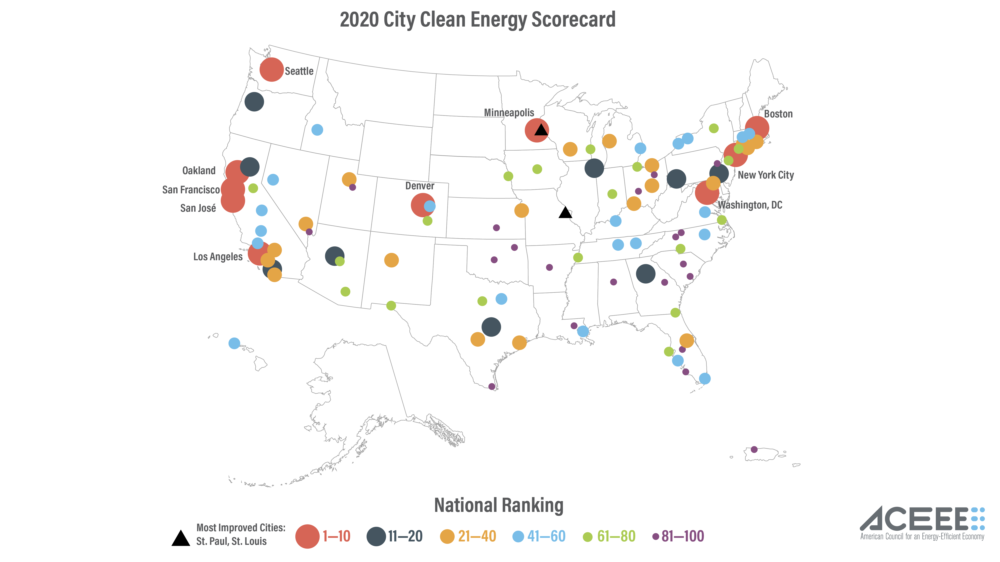 2020 City Clean Energy Scorecard
Seattle
Minneapolis
Boston
Oakland
New York City
San Francisco
Denver
San José
Washington, DC
Los Angeles
National Ranking
Most Improved Cities:
St. Paul, St. Louis
1—10
11—20
21—40
41—60
61—80
81—100
ACEEE
American Council for an Energy-Efficient Economy